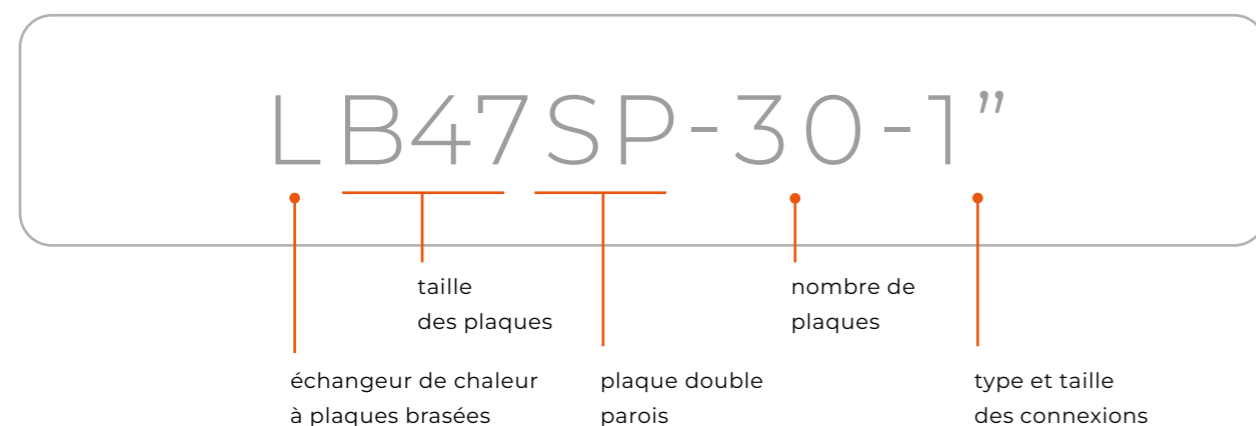 LB47SP-30-1”
taille
des plaques
nombre de
plaques
échangeur de chaleur
à plaques brasées
plaque double
parois
type et taille
des connexions